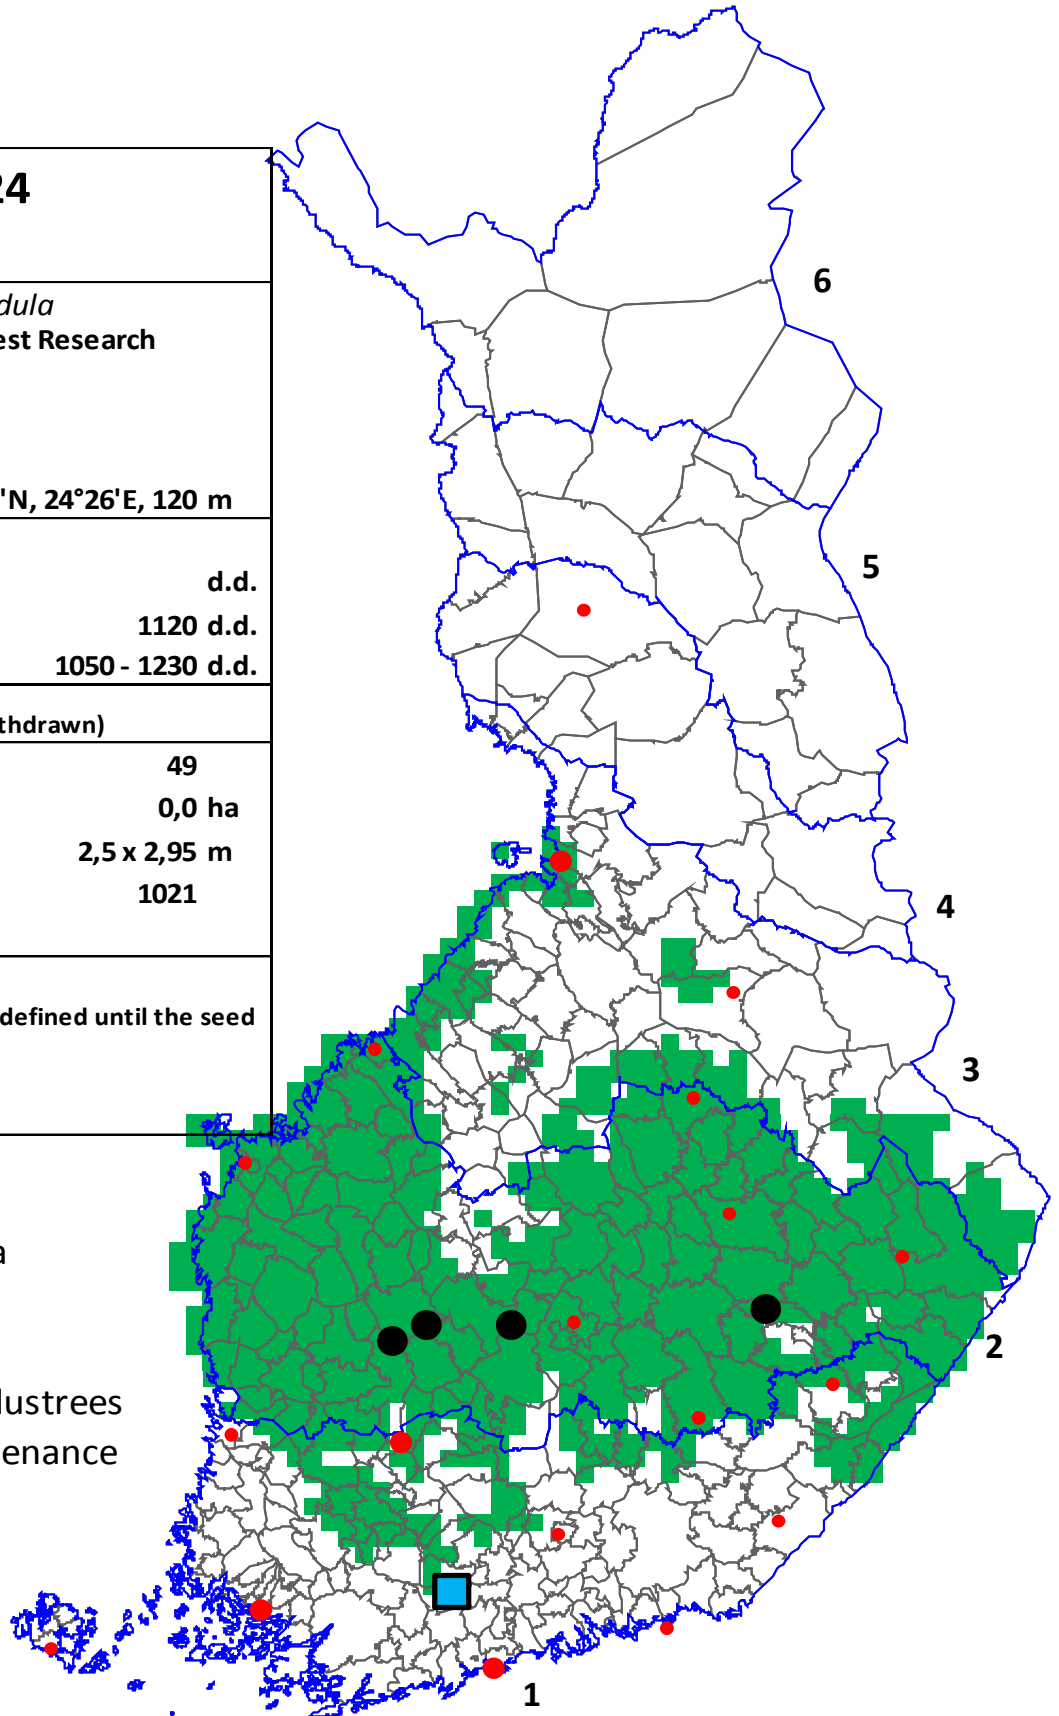 24
dula
est Research
'N, 24°26'E, 120 m
d.d.
1120 d.d.
1050 - 1230 d.d.
thdrawn)
49
0,0 ha
2,5 x 2,95 m
1021
defined until the seed
a
lustrees
enance
6
5
4
3
2
1